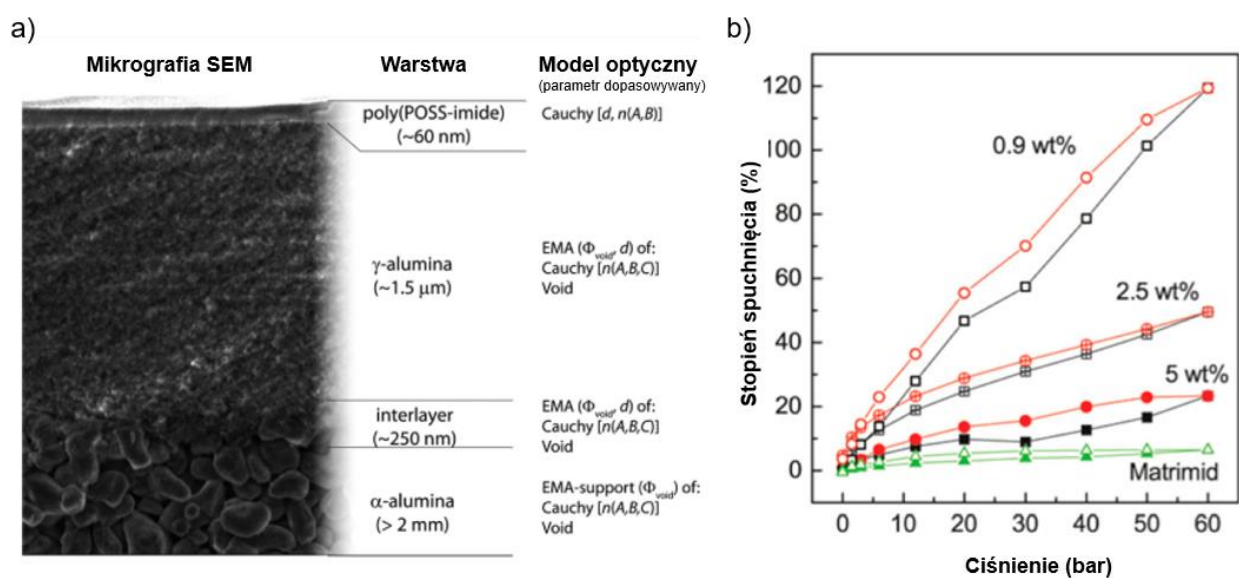 a)
Mikrografia SEM
Warstwa
Model optyczny
(parametr dopasowywany)
poly(POSS-imide)
(~60 nm)
Cauchy [d, n(A,B)]
γ-alumina
(~1.5 μm)
EMA (Φvoid, d) of:
Cauchy [n(A,B,C)]
Void
interlayer
(~250 nm)
EMA (Φvoid, d) of:
Cauchy [n(A,B,C)]
Void
α-alumina
(> 2 mm)
EMA-support (Φvoid) of:
Cauchy [n(A,B,C)]
Void
b)
Stopień spuchnięcia (%)
120
100
80
60
40
20
0
0.9 wt%
2.5 wt%
5 wt%
Matrimid
0 10 20 30 40 50 60
Ciśnienie (bar)